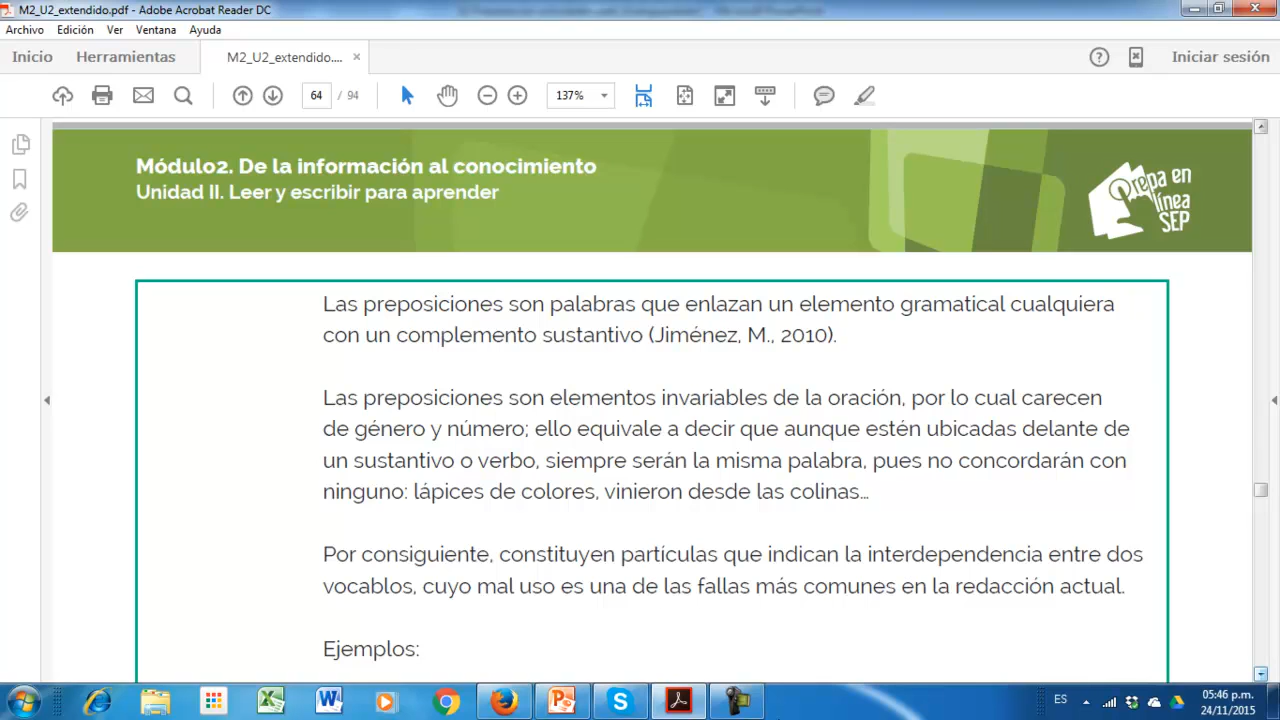 M2_U2_extendido.pdf - Adobe Acrobat Reader DC
Archivo Edición Ver Ventana Ayuda
Inicio Herramientas M2_U2_extendido.... × Iniciar sesión
64 / 94 137%
Módulo2. De la información al conocimiento
Unidad II. Leer y escribir para aprender
Prepa en
línea
SEP
Las preposiciones son palabras que enlazan un elemento gramatical cualquiera
con un complemento sustantivo (Jiménez, M., 2010).
Las preposiciones son elementos invariables de la oración, por lo cual carecen
de género y número; ello equivale a decir que aunque estén ubicadas delante de
un sustantivo o verbo, siempre serán la misma palabra, pues no concordarán con
ninguno: lápices de colores, vinieron desde las colinas…
Por consiguiente, constituyen partículas que indican la interdependencia entre dos
vocablos, cuyo mal uso es una de las fallas más comunes en la redacción actual.
Ejemplos:
ES
05:46 p.m.
24/11/2015